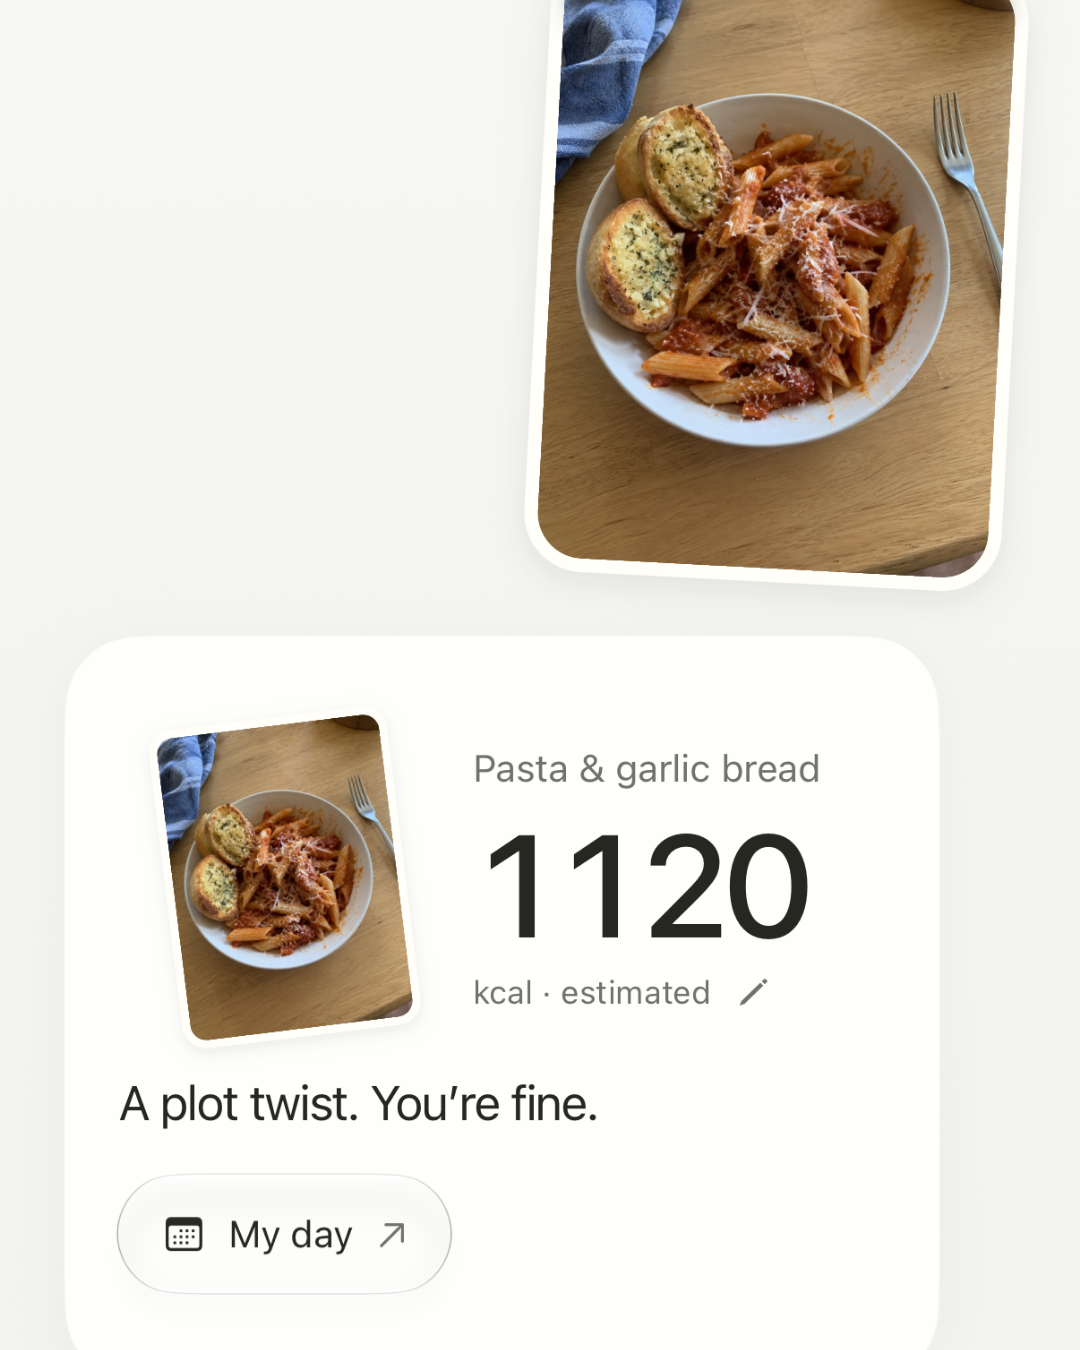 Pasta & garlic bread
1120
kcal · estimated
A plot twist. You’re fine.
My day